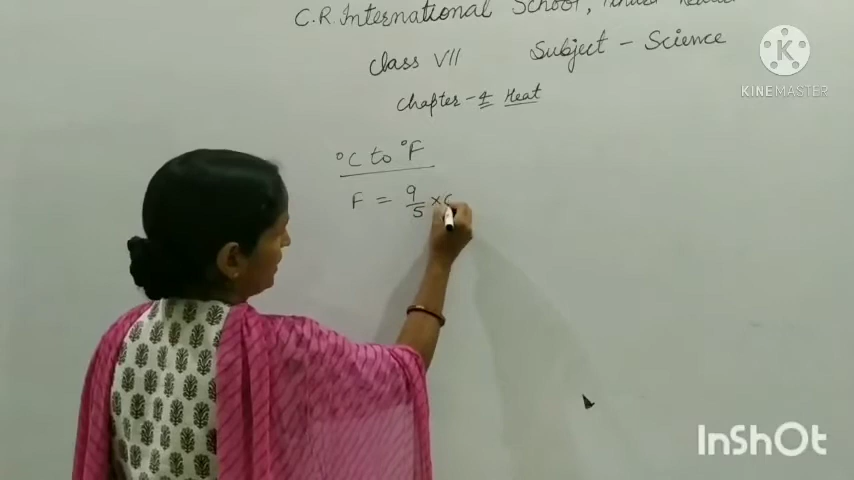 C.R. International School,
Class VII Subject - Science
Chapter - 4 Heat
°C to °F
F = 9/5 × C
KINEMASTER
InShOt